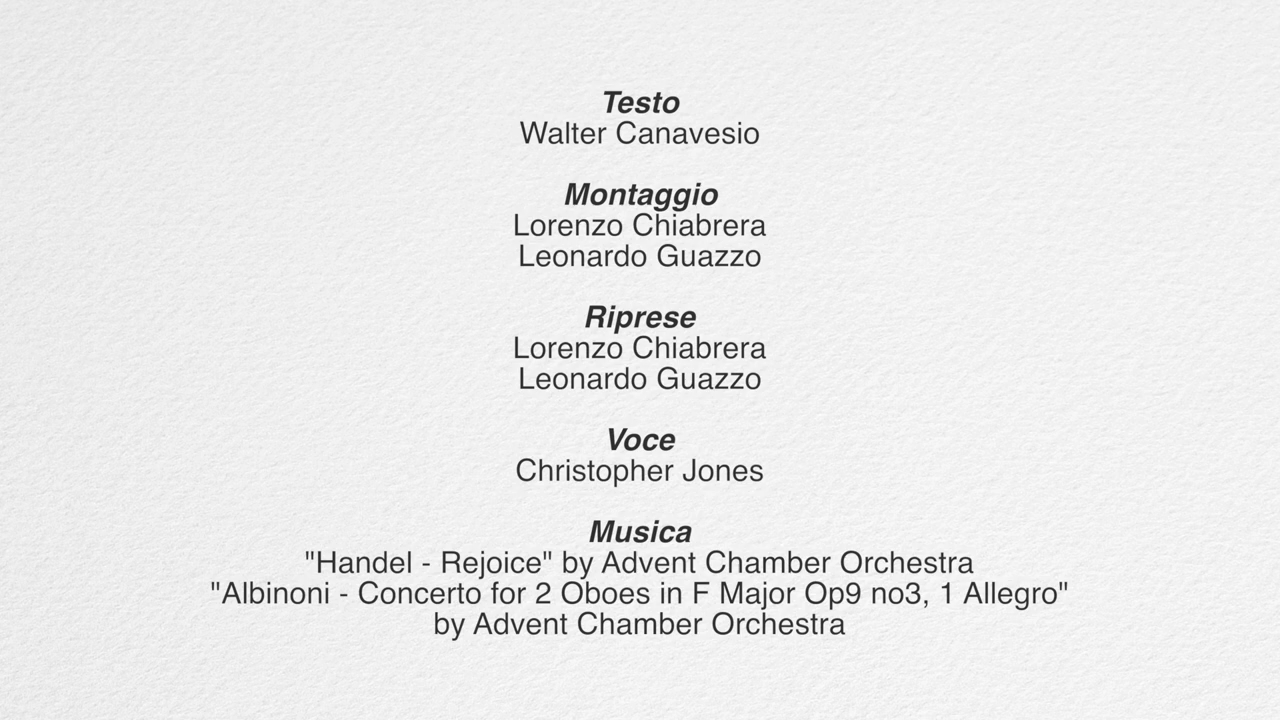 Testo
Walter Canavesio
Montaggio
Lorenzo Chiabrera
Leonardo Guazzo
Riprese
Lorenzo Chiabrera
Leonardo Guazzo
Voce
Christopher Jones
Musica
"Handel - Rejoice" by Advent Chamber Orchestra
"Albinoni - Concerto for 2 Oboes in F Major Op9 no3, 1 Allegro"
by Advent Chamber Orchestra